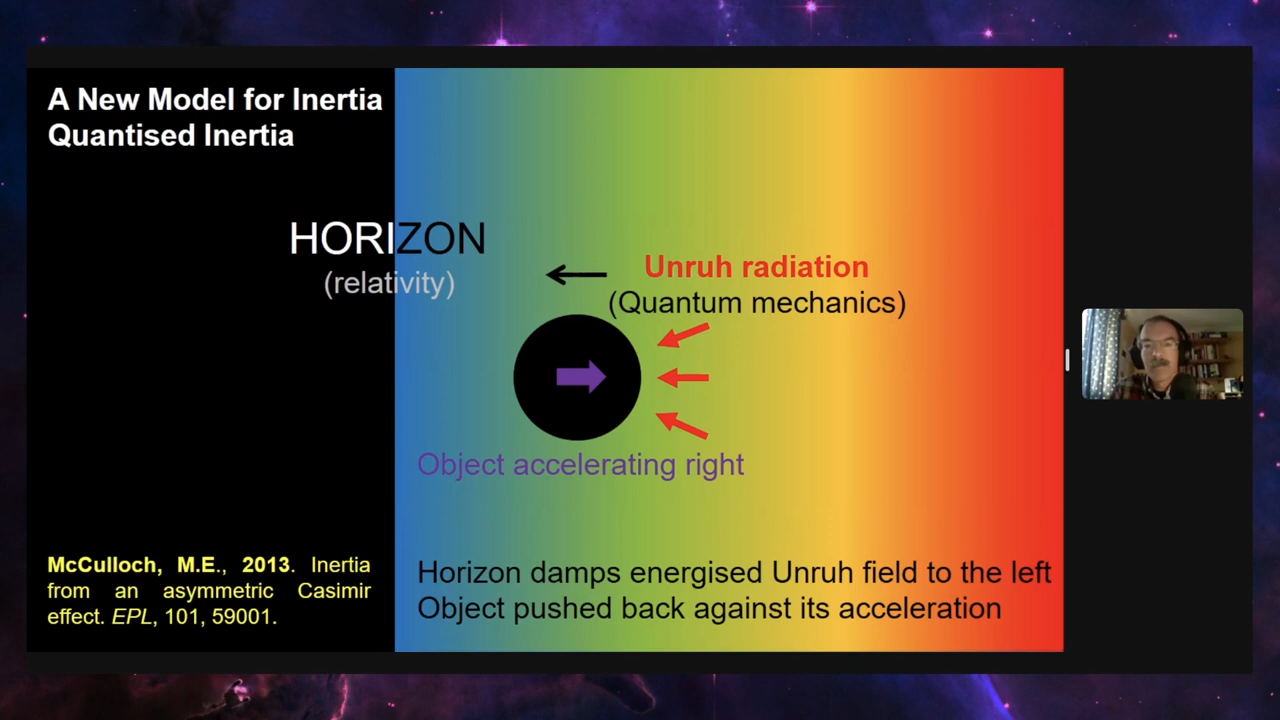 A New Model for Inertia
Quantised Inertia
HORIZON
(relativity)
Unruh radiation
(Quantum mechanics)
Object accelerating right
McCulloch, M.E., 2013. Inertia
from an asymmetric Casimir
effect. EPL, 101, 59001.
Horizon damps energised Unruh field to the left
Object pushed back against its acceleration